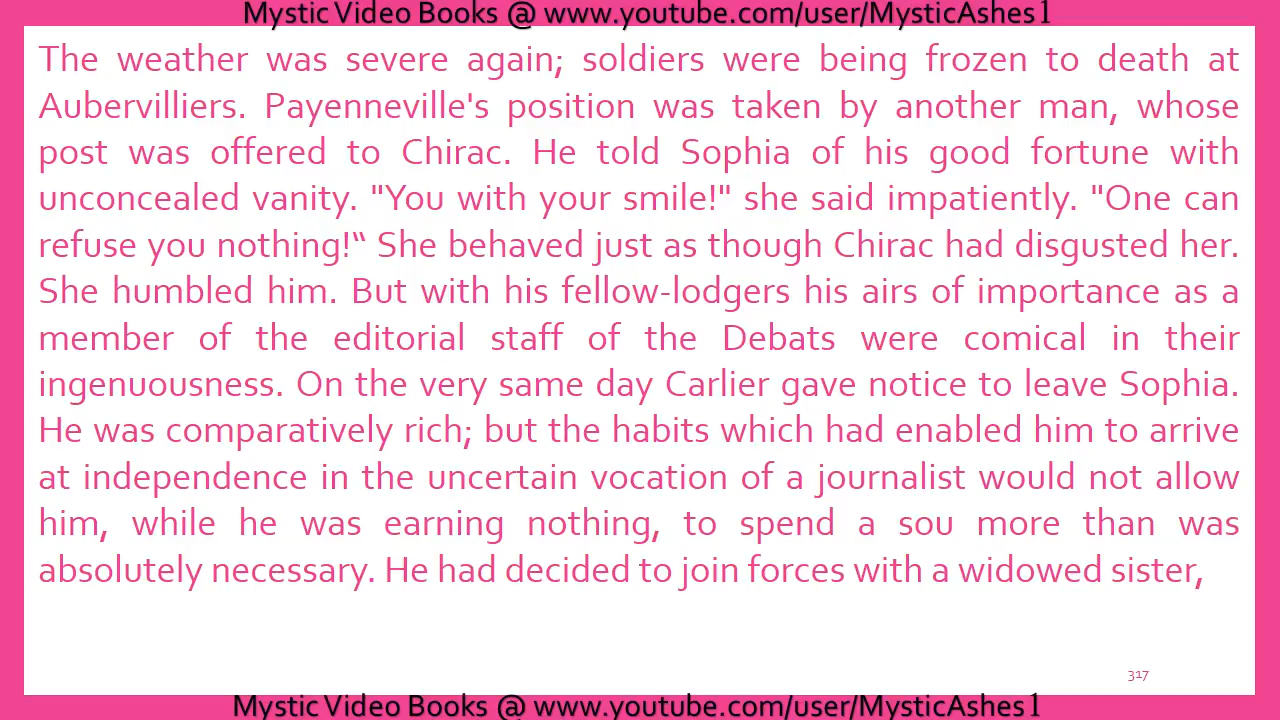 Mystic Video Books @ www.youtube.com/user/MysticAshes1
The weather was severe again; soldiers were being frozen to death at
Aubervilliers. Payenneville's position was taken by another man, whose
post was offered to Chirac. He told Sophia of his good fortune with
unconcealed vanity. "You with your smile!" she said impatiently. "One can
refuse you nothing!“ She behaved just as though Chirac had disgusted her.
She humbled him. But with his fellow-lodgers his airs of importance as a
member of the editorial staff of the Debats were comical in their
ingenuousness. On the very same day Carlier gave notice to leave Sophia.
He was comparatively rich; but the habits which had enabled him to arrive
at independence in the uncertain vocation of a journalist would not allow
him, while he was earning nothing, to spend a sou more than was
absolutely necessary. He had decided to join forces with a widowed sister,
317
Mystic Video Books @ www.youtube.com/user/MysticAshes1